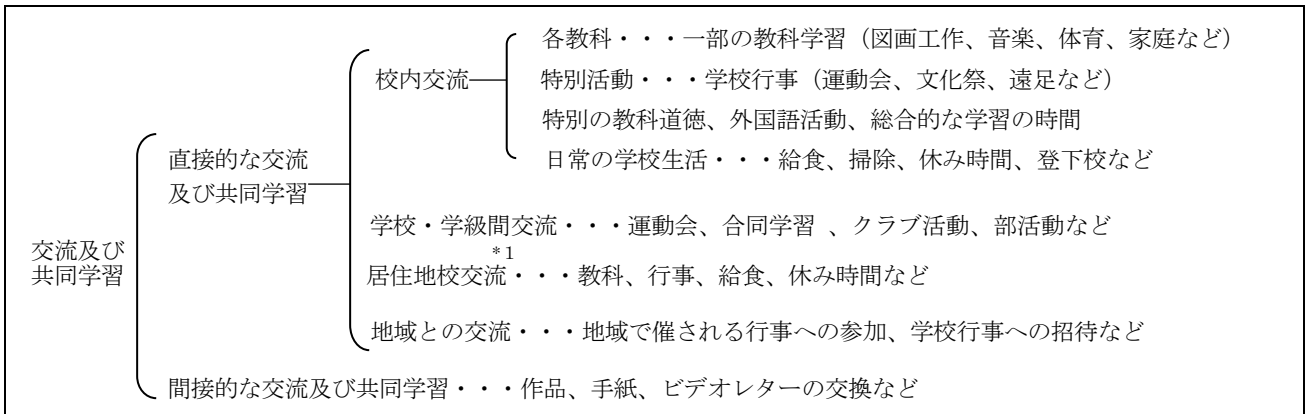 各教科・・・一部の教科学習（図画工作、音楽、体育、家庭など）
校内交流
特別活動・・・学校行事（運動会、文化祭、遠足など）
特別の教科道徳、外国語活動、総合的な学習の時間
直接的な交流
及び共同学習
日常の学校生活・・・給食、掃除、休み時間、登下校など
学校・学級間交流・・・運動会、合同学習 、クラブ活動、部活動など
交流及び
共同学習
＊1
居住地校交流・・・教科、行事、給食、休み時間など
地域との交流・・・地域で催される行事への参加、学校行事への招待など
間接的な交流及び共同学習・・・作品、手紙、ビデオレターの交換など